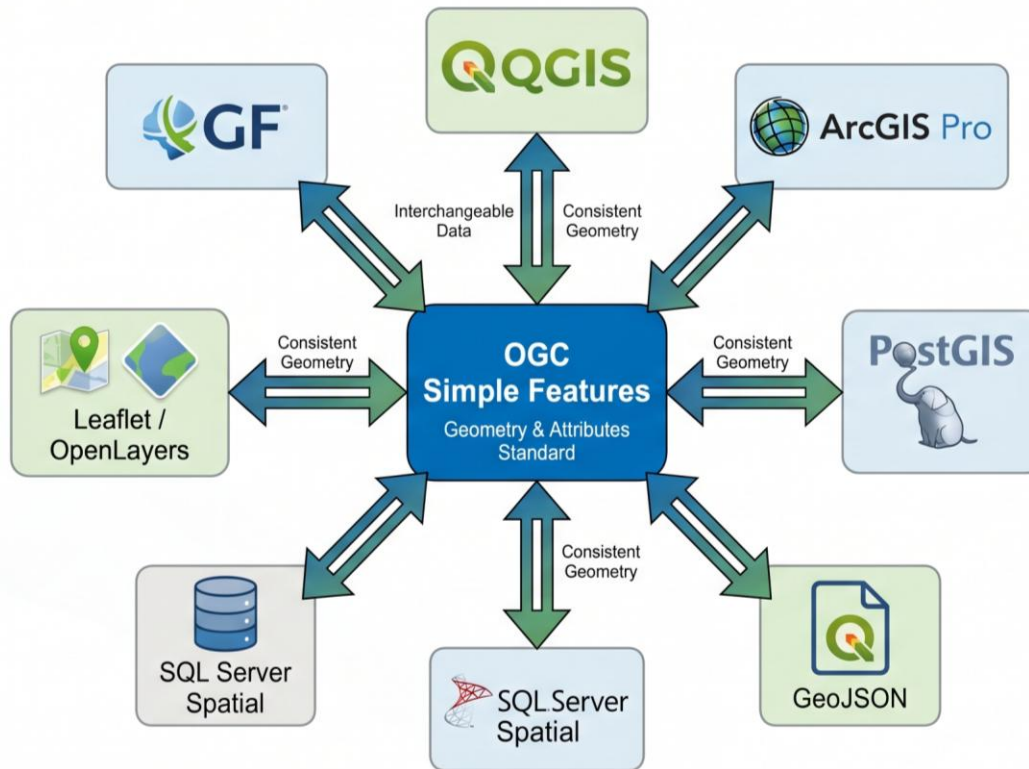 QGIS
GF
ArcGIS Pro
Interchangeable
Data
Consistent
Geometry
Leaflet /
OpenLayers
Consistent
Geometry
OGC
Simple Features
Geometry & Attributes
Standard
Consistent
Geometry
PostGIS
SQL Server
Spatial
Consistent
Geometry
SQL.Server
Spatial
GeoJSON